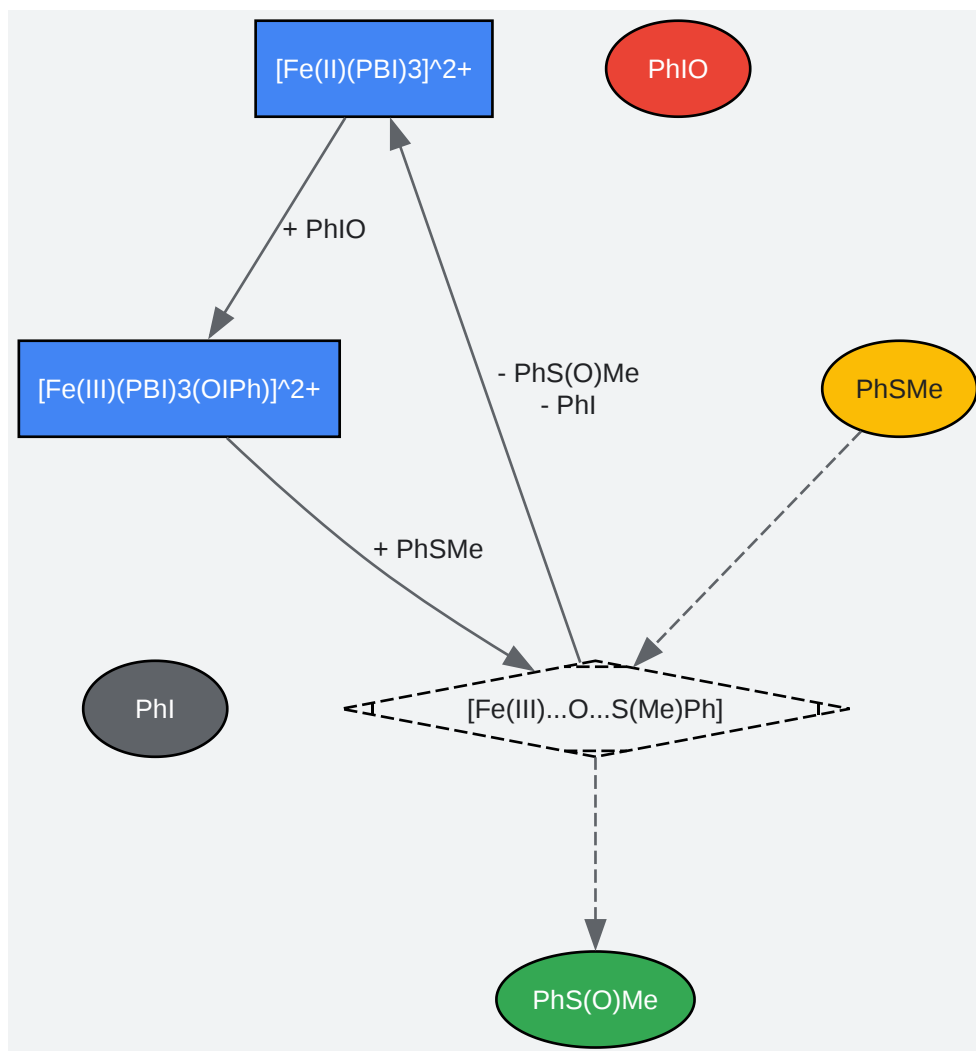 [Fe(II)(PBI)3]^2+
PhIO
+ PhIO
[Fe(III)(PBI)3(OIPh)]^2+
- PhS(O)Me
- PhI
PhSMe
+ PhSMe
PhI
[Fe(III)...O...S(Me)Ph]
PhS(O)Me